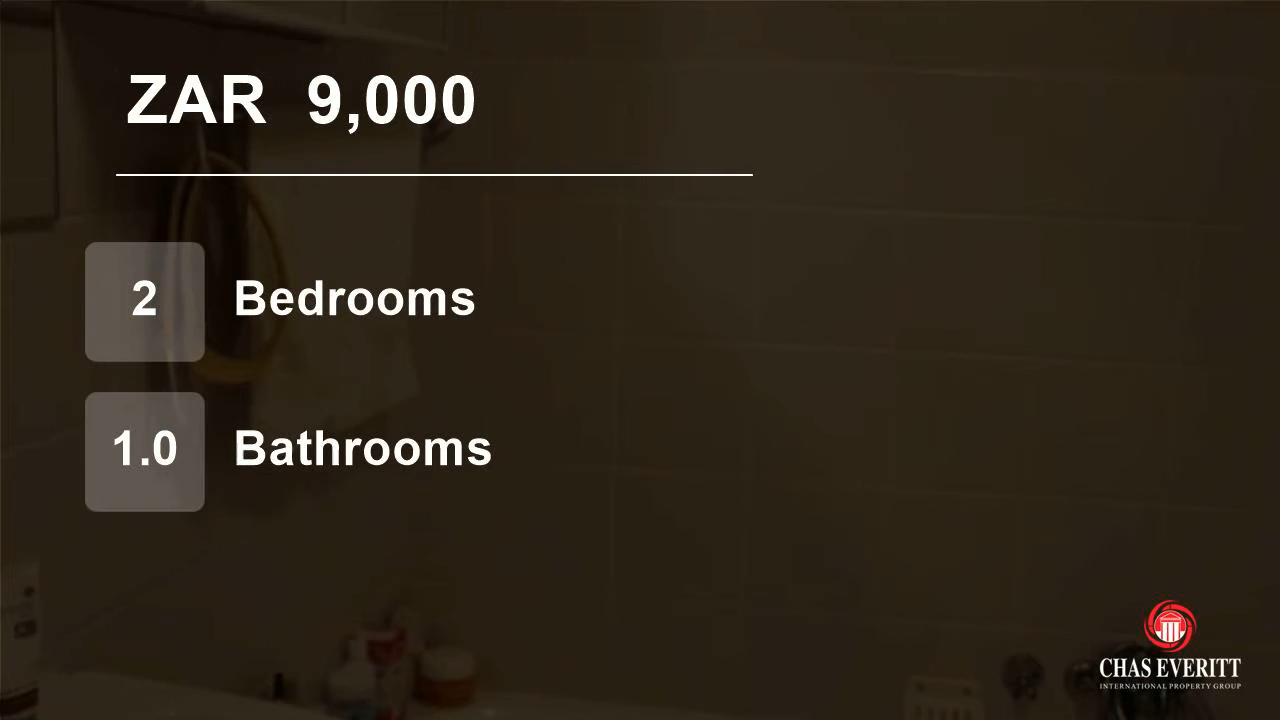 ZAR 9,000
2 Bedrooms
1.0 Bathrooms
CHAS EVERITT
INTERNATIONAL PROPERTY GROUP